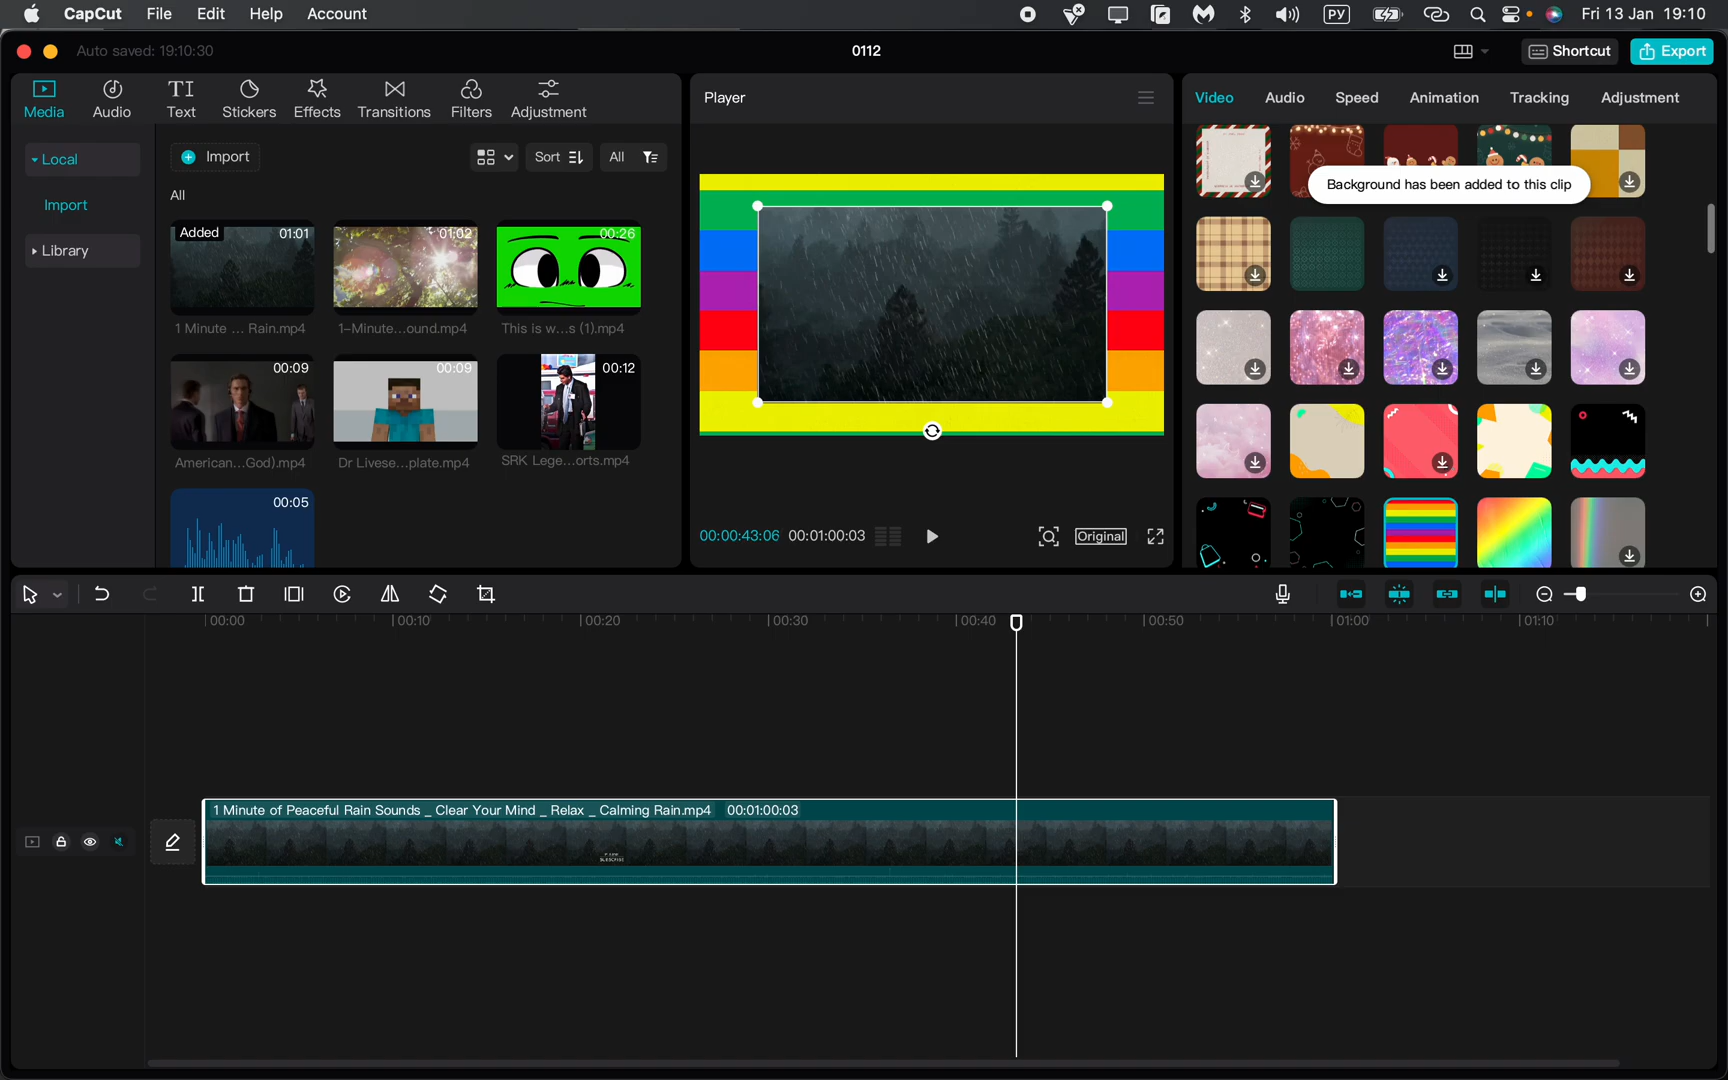 CapCut File Edit Help Account РУ Fri 13 Jan 19:10
Auto saved: 19:10:30 0112 Shortcut Export
Media Audio Text Stickers Effects Transitions Filters Adjustment
Player
Video Audio Speed Animation Tracking Adjustment
Local
Import
Library
Import Sort All
All
Added 01:01 01:02 00:26
1 Minute ... Rain.mp4 1-Minute...ound.mp4 This is w...s (1).mp4
00:09 00:09 00:12
American...God).mp4 Dr Livese...plate.mp4 SRK Lege...orts.mp4
00:05
Background has been added to this clip
00:00:43:06 00:01:00:03 Original
00:00 00:10 00:20 00:30 00:40 00:50 01:00 01:10
1 Minute of Peaceful Rain Sounds _ Clear Your Mind _ Relax _ Calming Rain.mp4 00:01:00:03